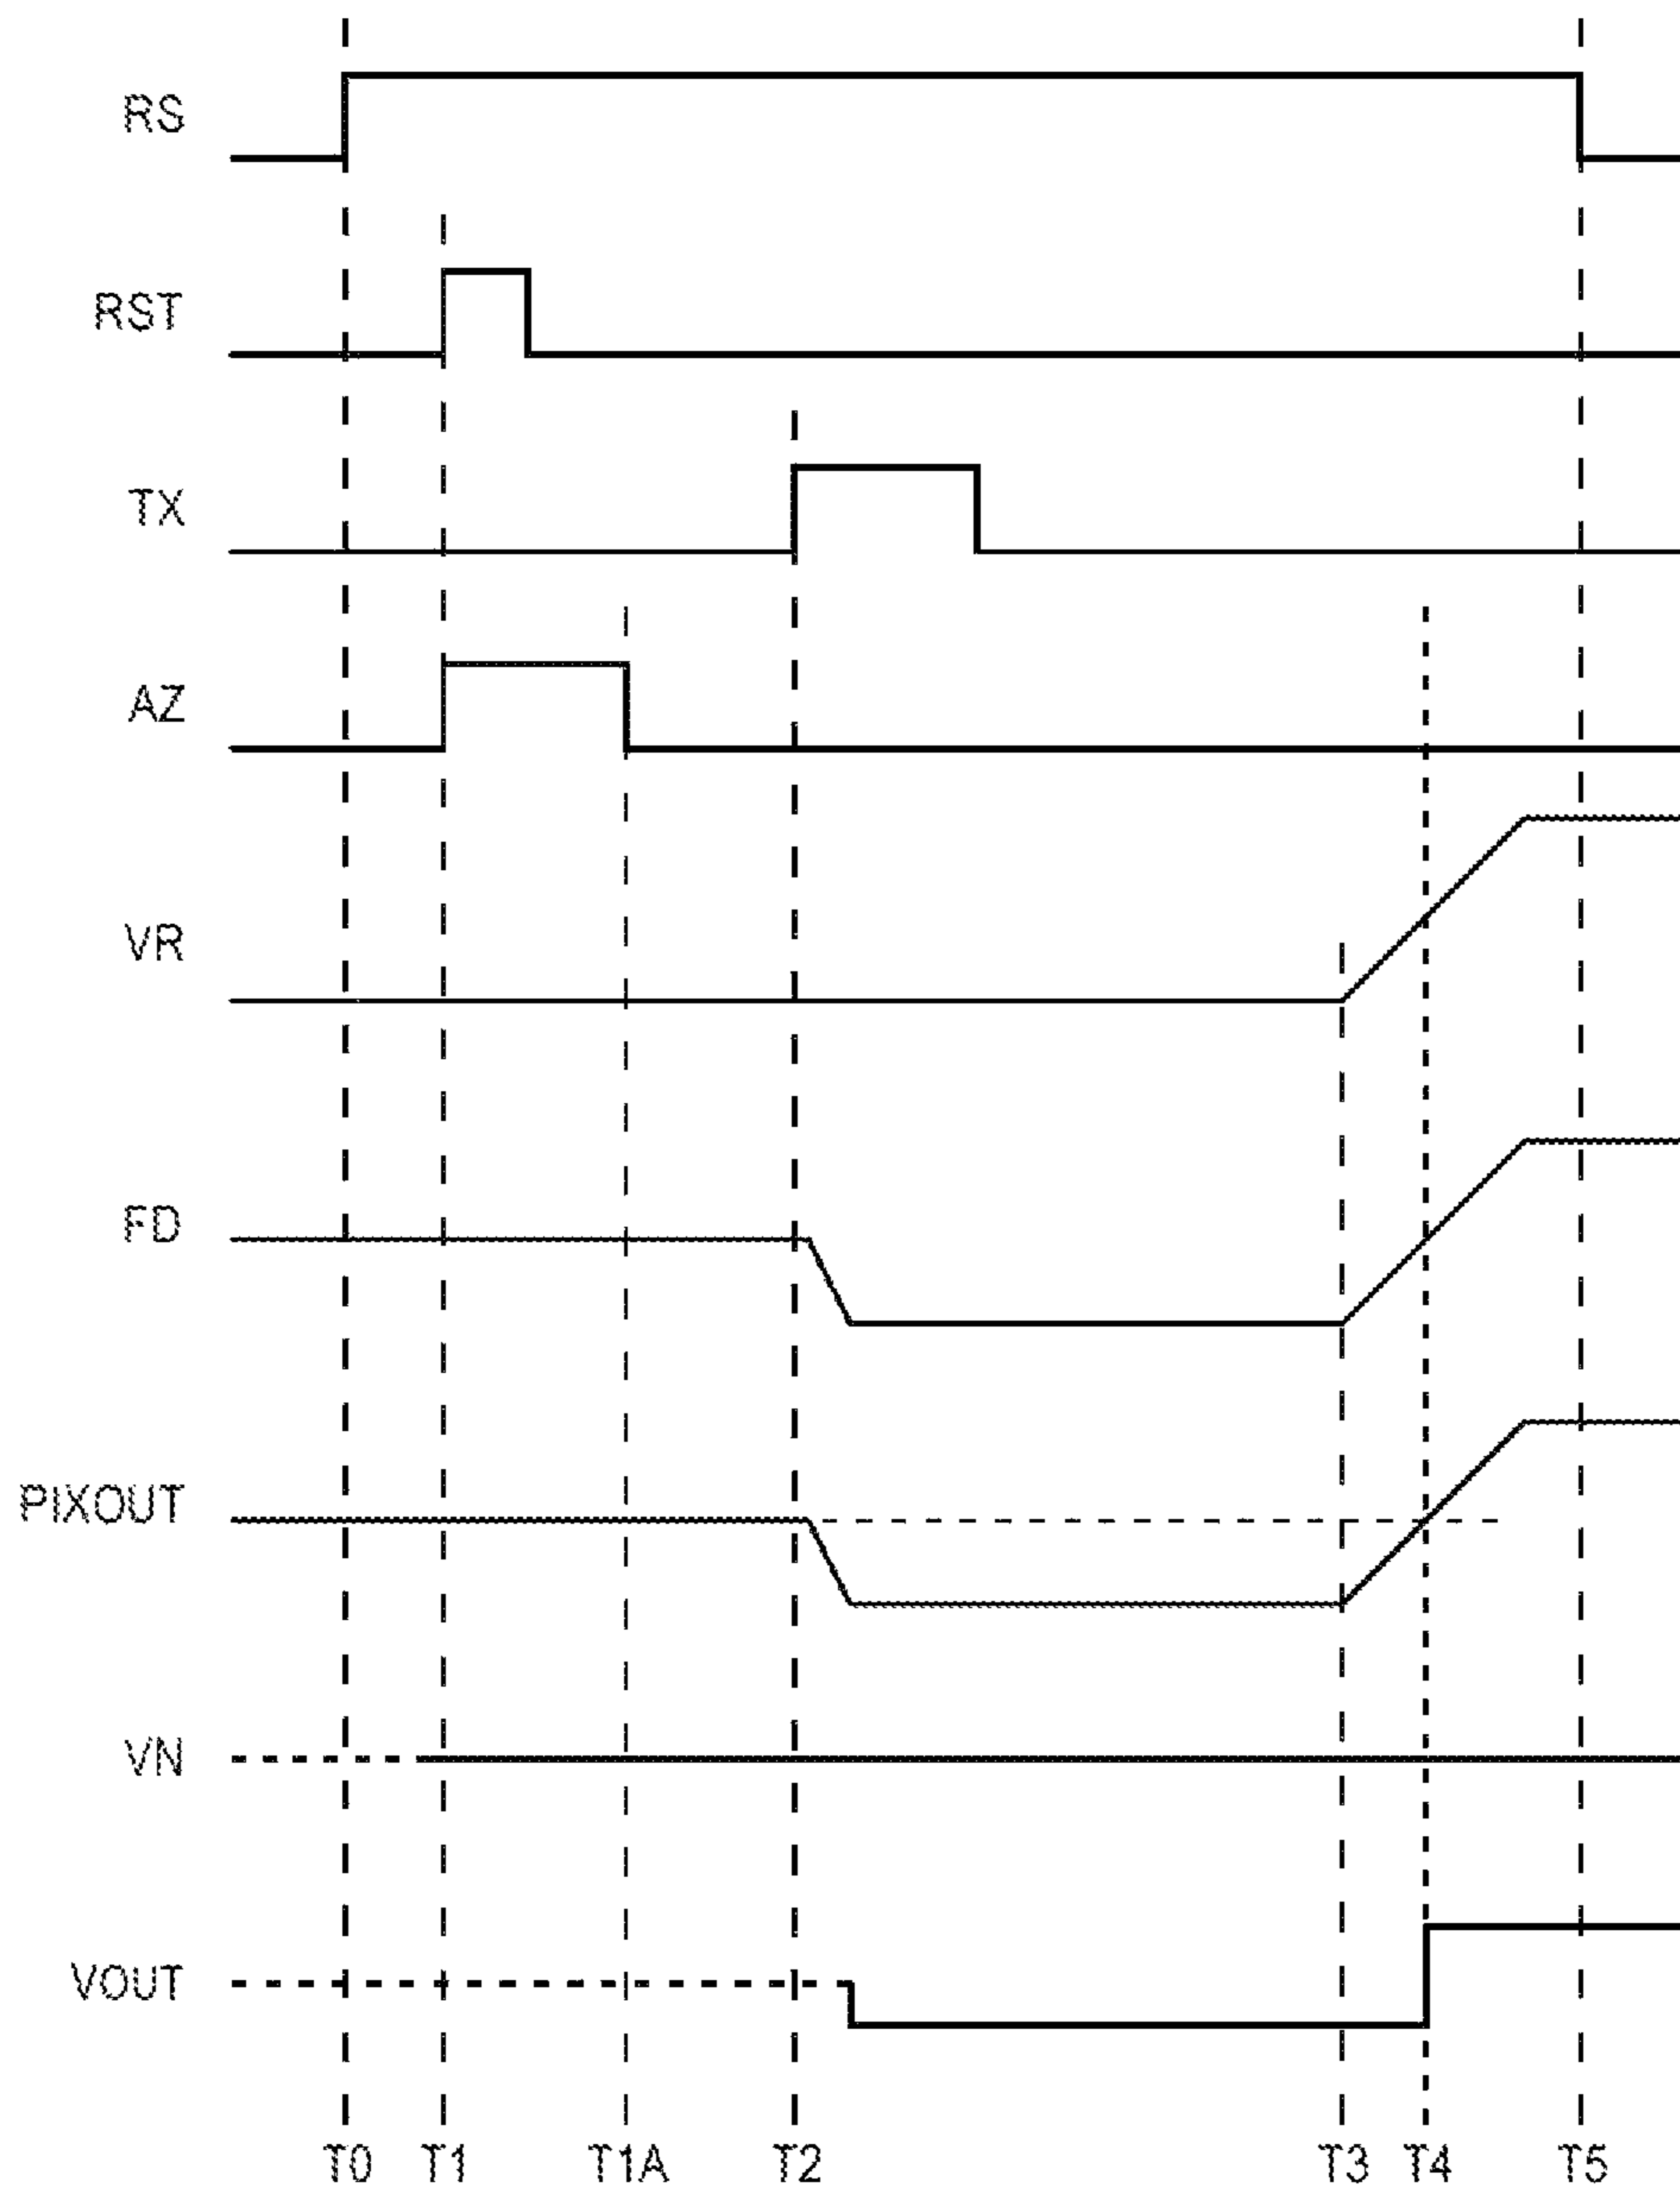 RS
RST
TX
AZ
VR
FD
PIXOUT
VN
VOUT
T0 T1 T1A T2 T3 T4 T5